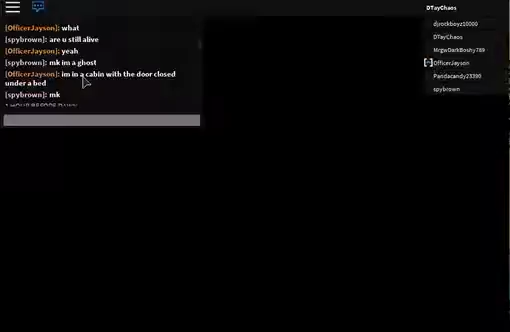 DTayChaos
[OfficerJayson]: what
[spybrown]: are u still alive
[OfficerJayson]: yeah
[spybrown]: mk im a ghost
[OfficerJayson]: im in a cabin with the door closed
under a bed
[spybrown]: mk
djrockboyz10000
DTayChaos
MrgwDarkBoshy789
OfficerJayson
Pandacandy23390
spybrown